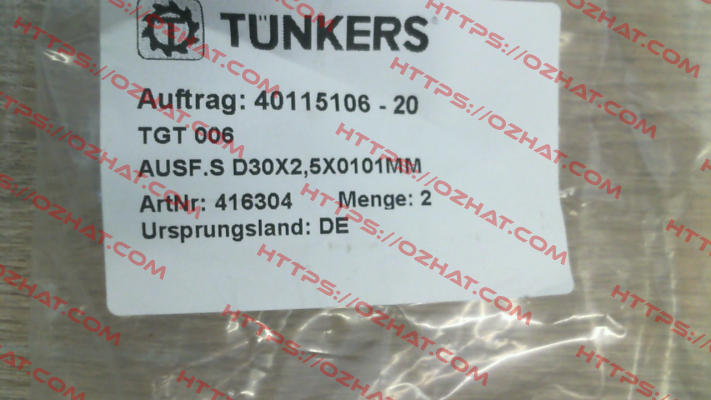 TÜNKERS
Auftrag: 40115106 - 20
TGT 006
AUSF.S D30X2,5X0101MM
ArtNr: 416304 Menge: 2
Ursprungsland: DE
HTTPS://OZHAT.COM